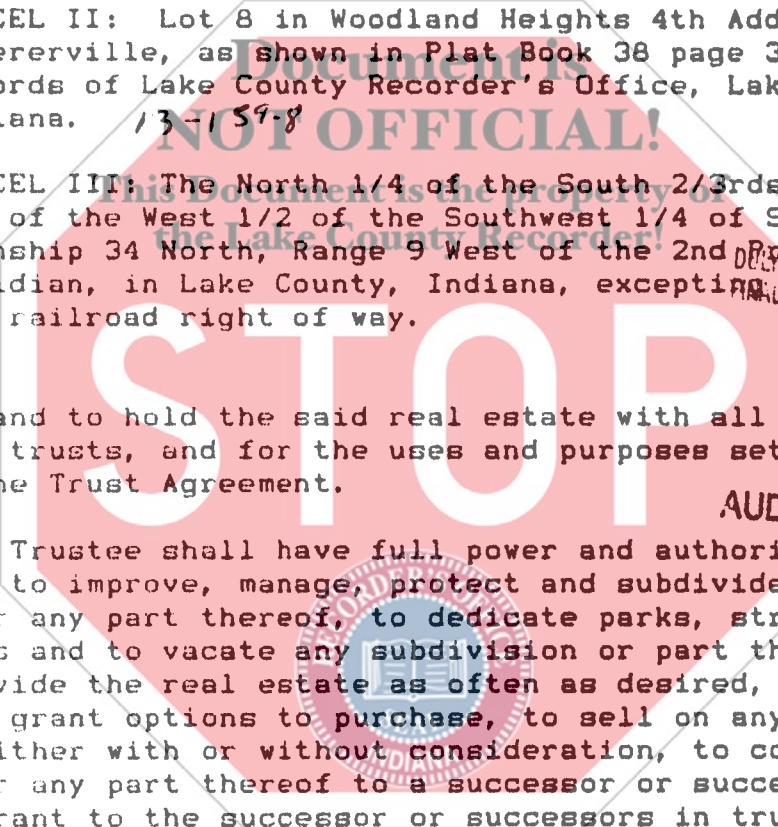 CEL II: Lot 8 in Woodland Heights 4th Add
ererville, as shown in Plat Book 38 page 3
ords of Lake County Recorder's Office, Lak
iana. 13-159-8
Document is
NOT OFFICIAL!
This Document is the property of
the Lake County Recorder!
CEL III: The North 1/4 of the South 2/3rds
of the West 1/2 of the Southwest 1/4 of S
nship 34 North, Range 9 West of the 2nd
idian, in Lake County, Indiana, excepting
railroad right of way.
STOP
and to hold the said real estate with all
trusts, and for the uses and purposes set
he Trust Agreement.
AUD
Trustee shall have full power and authori
to improve, manage, protect and subdivide
r any part thereof, to dedicate parks, str
s and to vacate any subdivision or part th
vide the real estate as often as desired,
grant options to purchase, to sell on any
ither with or without consideration, to co
r any part thereof to a successor or succe
rant to the successor or successors in tru